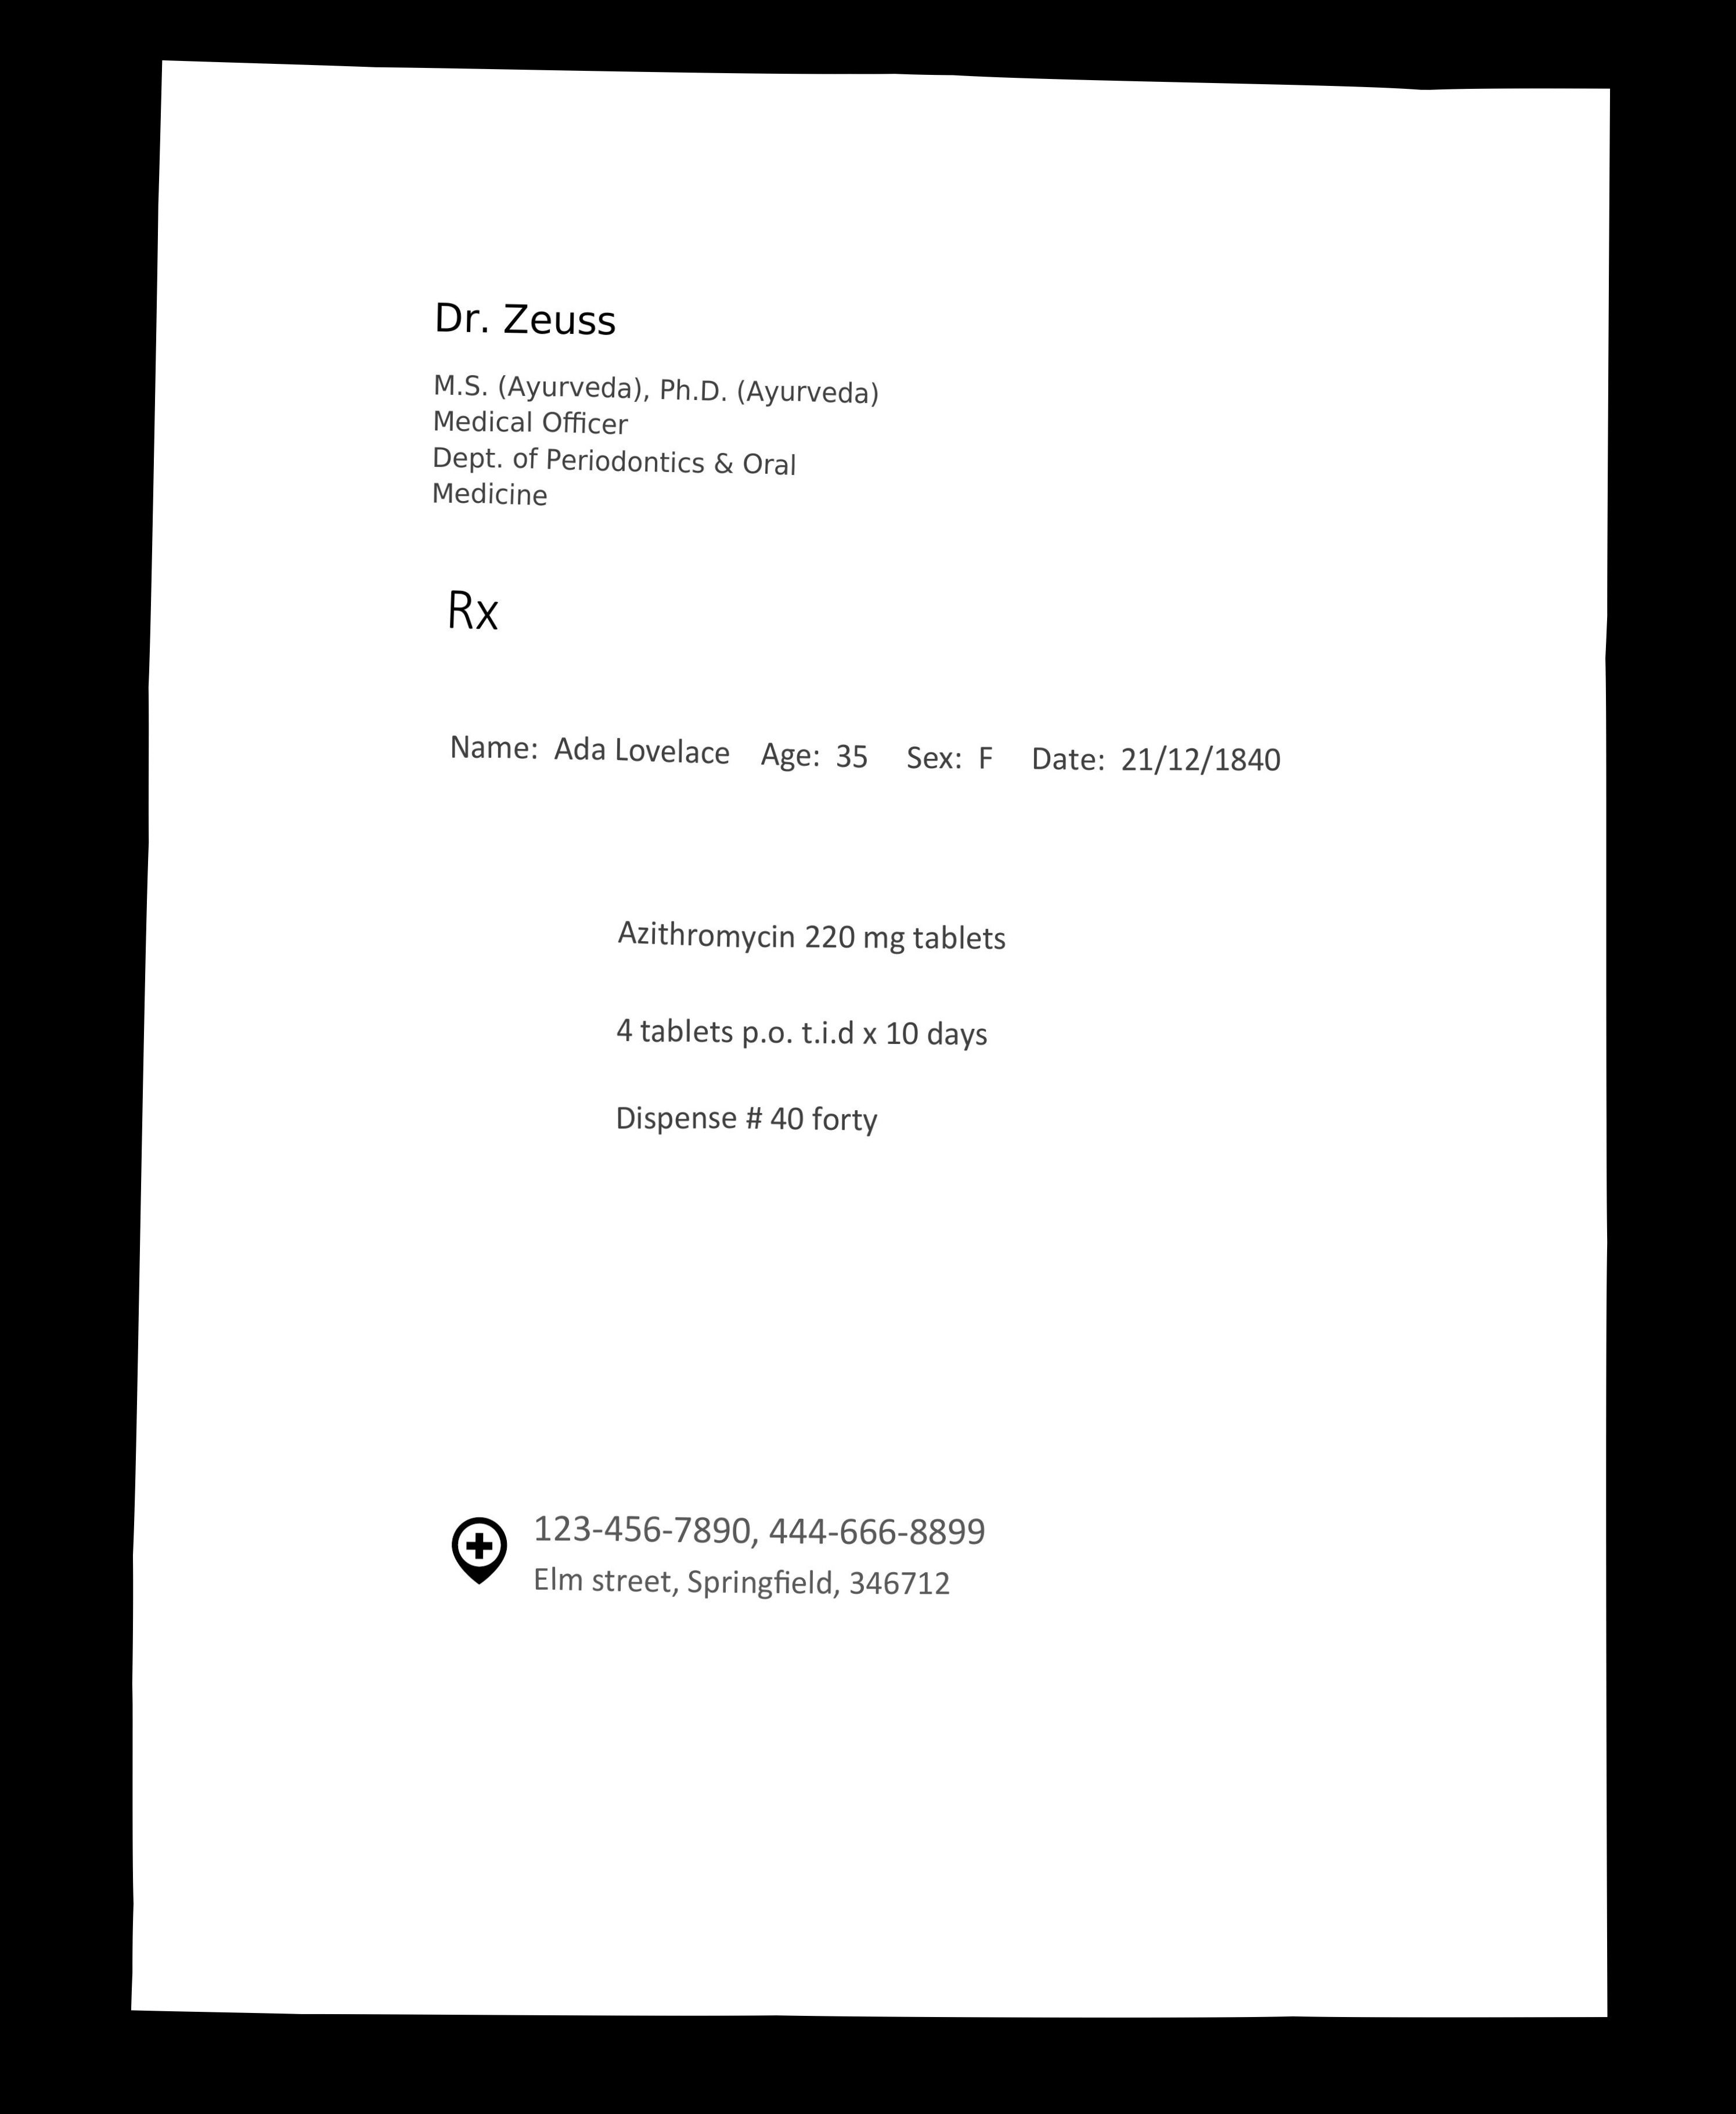 Dr. Zeuss
M.S. (Ayurveda), Ph.D. (Ayurveda)
Medical Officer
Dept. of Periodontics & Oral
Medicine
Rx
Name: Ada Lovelace Age: 35 Sex: F Date: 21/12/1840
Azithromycin 220 mg tablets
4 tablets p.o. t.i.d x 10 days
Dispense # 40 forty
123-456-7890, 444-666-8899
Elm street, Springfield, 346712